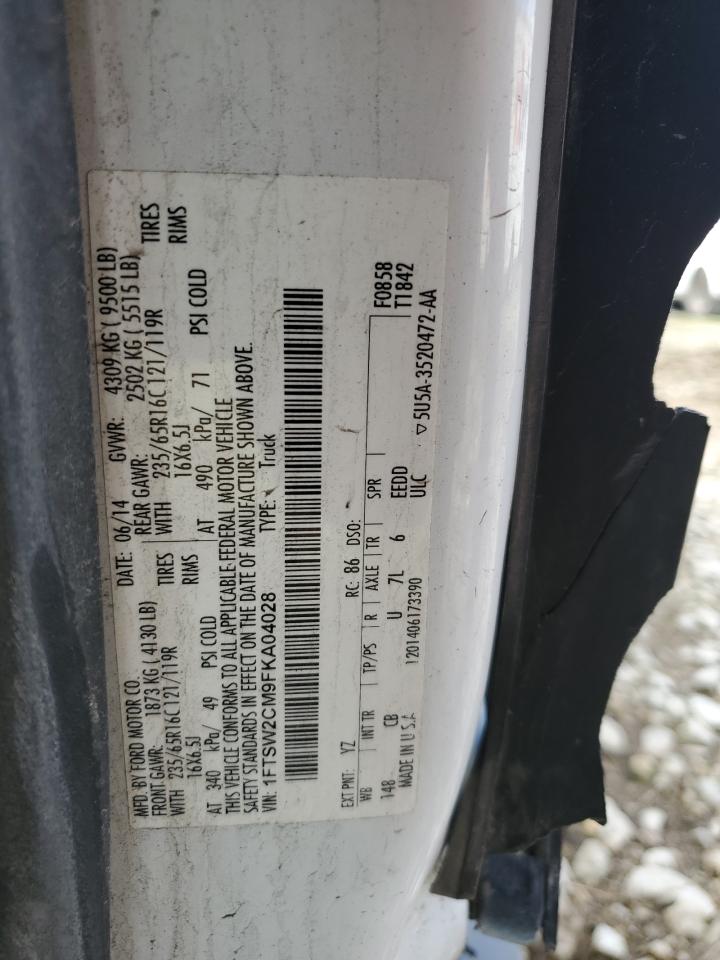 MFD. BY FORD MOTOR CO.
DATE: 06/14 GVWR: 4309 KG ( 9500 LB)
FRONT GAWR: 1873 KG ( 4130 LB) REAR GAWR: 2502 KG ( 5515 LB)
WITH 235/65R16C121/119R TIRES WITH 235/65R16C121/119R TIRES
16X6.5J RIMS 16X6.5J RIMS
AT 340 kPa/ 49 PSI COLD AT 490 kPa/ 71 PSI COLD
THIS VEHICLE CONFORMS TO ALL APPLICABLE FEDERAL MOTOR VEHICLE
SAFETY STANDARDS IN EFFECT ON THE DATE OF MANUFACTURE SHOWN ABOVE.
VIN: 1FTSW2CM9FKA04028 TYPE: Truck
EXT PNT: YZ RC: 86 DSO: F0858
T1842
WB INT TR TP/PS R AXLE TR SPR
148 CB U 7L 6 EEDD
MADE IN U.S.A. 1201406173390 ULC
▽ 5U5A-3520472-AA